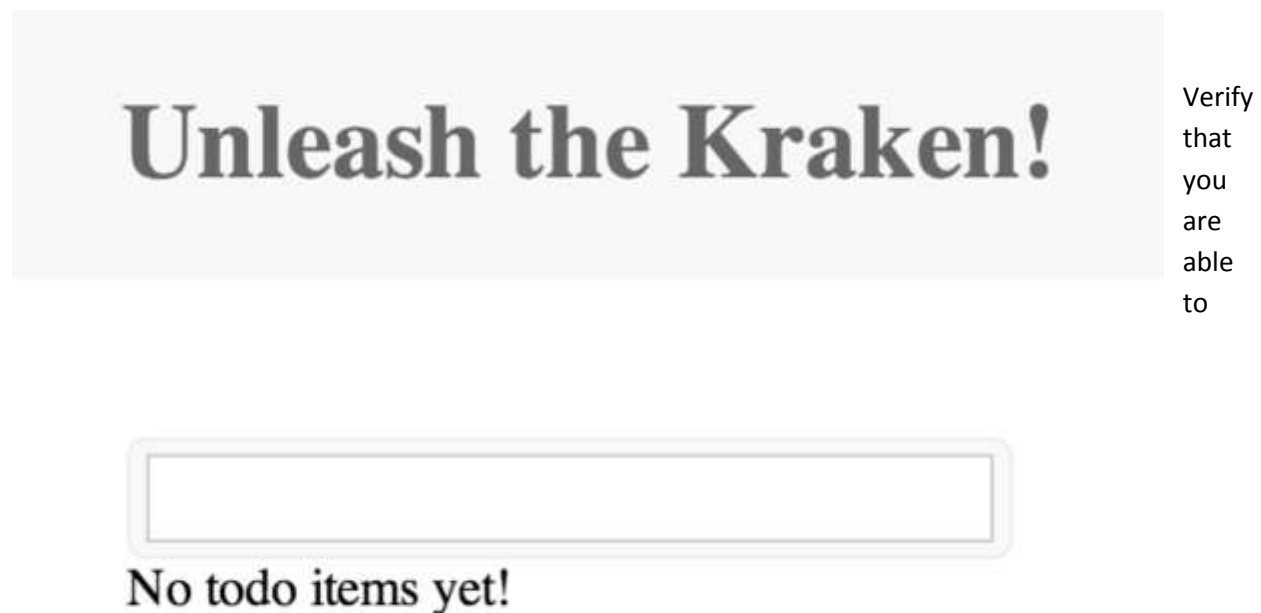 Unleash the Kraken!
Verify
that
you
are
able
to
No todo items yet!